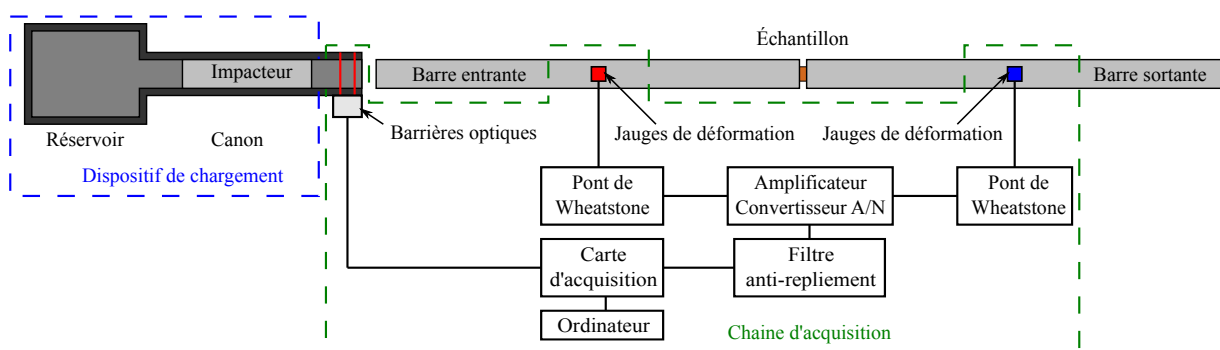 Échantillon
Impacteur
Barre entrante
Barre sortante
Réservoir
Canon
Barrières optiques
Jauges de déformation
Jauges de déformation
Dispositif de chargement
Pont de
Wheatstone
Amplificateur
Convertisseur A/N
Pont de
Wheatstone
Carte
d'acquisition
Filtre
anti-repliement
Ordinateur
Chaine d'acquisition